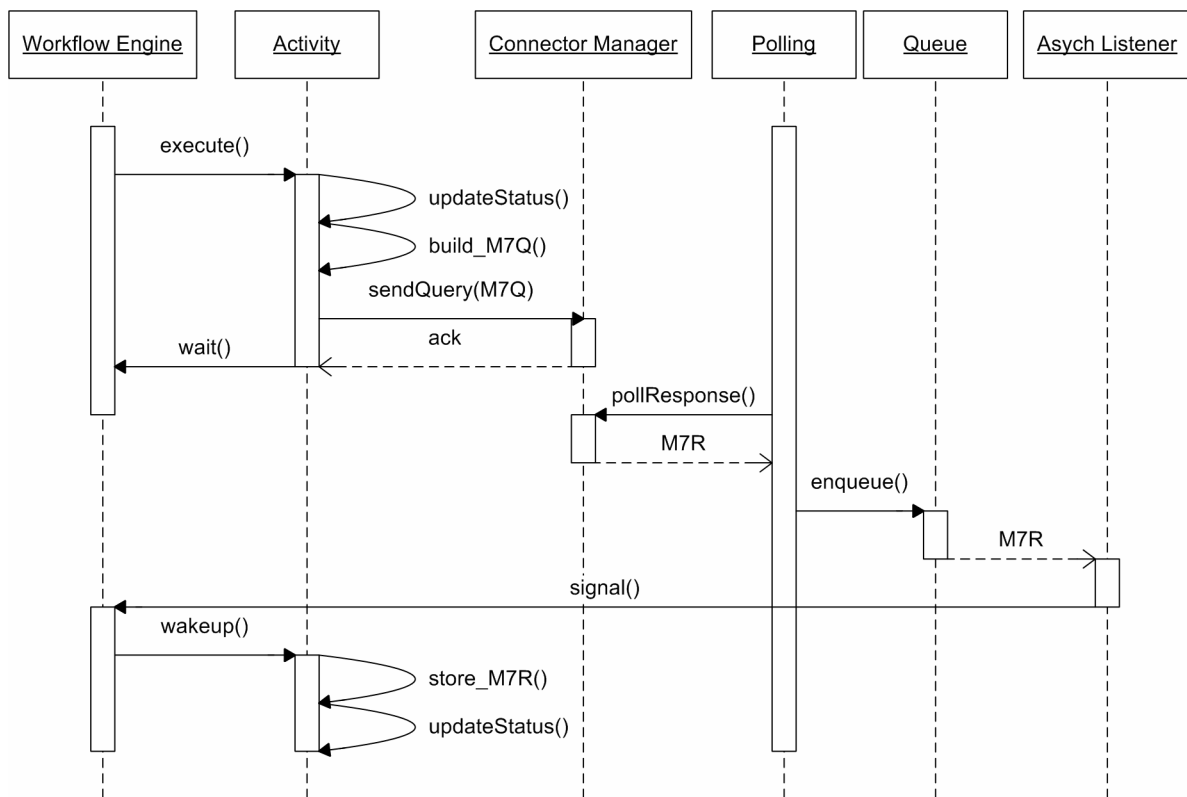 Workflow Engine
Activity
Connector Manager
Polling
Queue
Asych Listener
execute()
updateStatus()
build_M7Q()
sendQuery(M7Q)
ack
wait()
pollResponse()
M7R
enqueue()
M7R
signal()
wakeup()
store_M7R()
updateStatus()